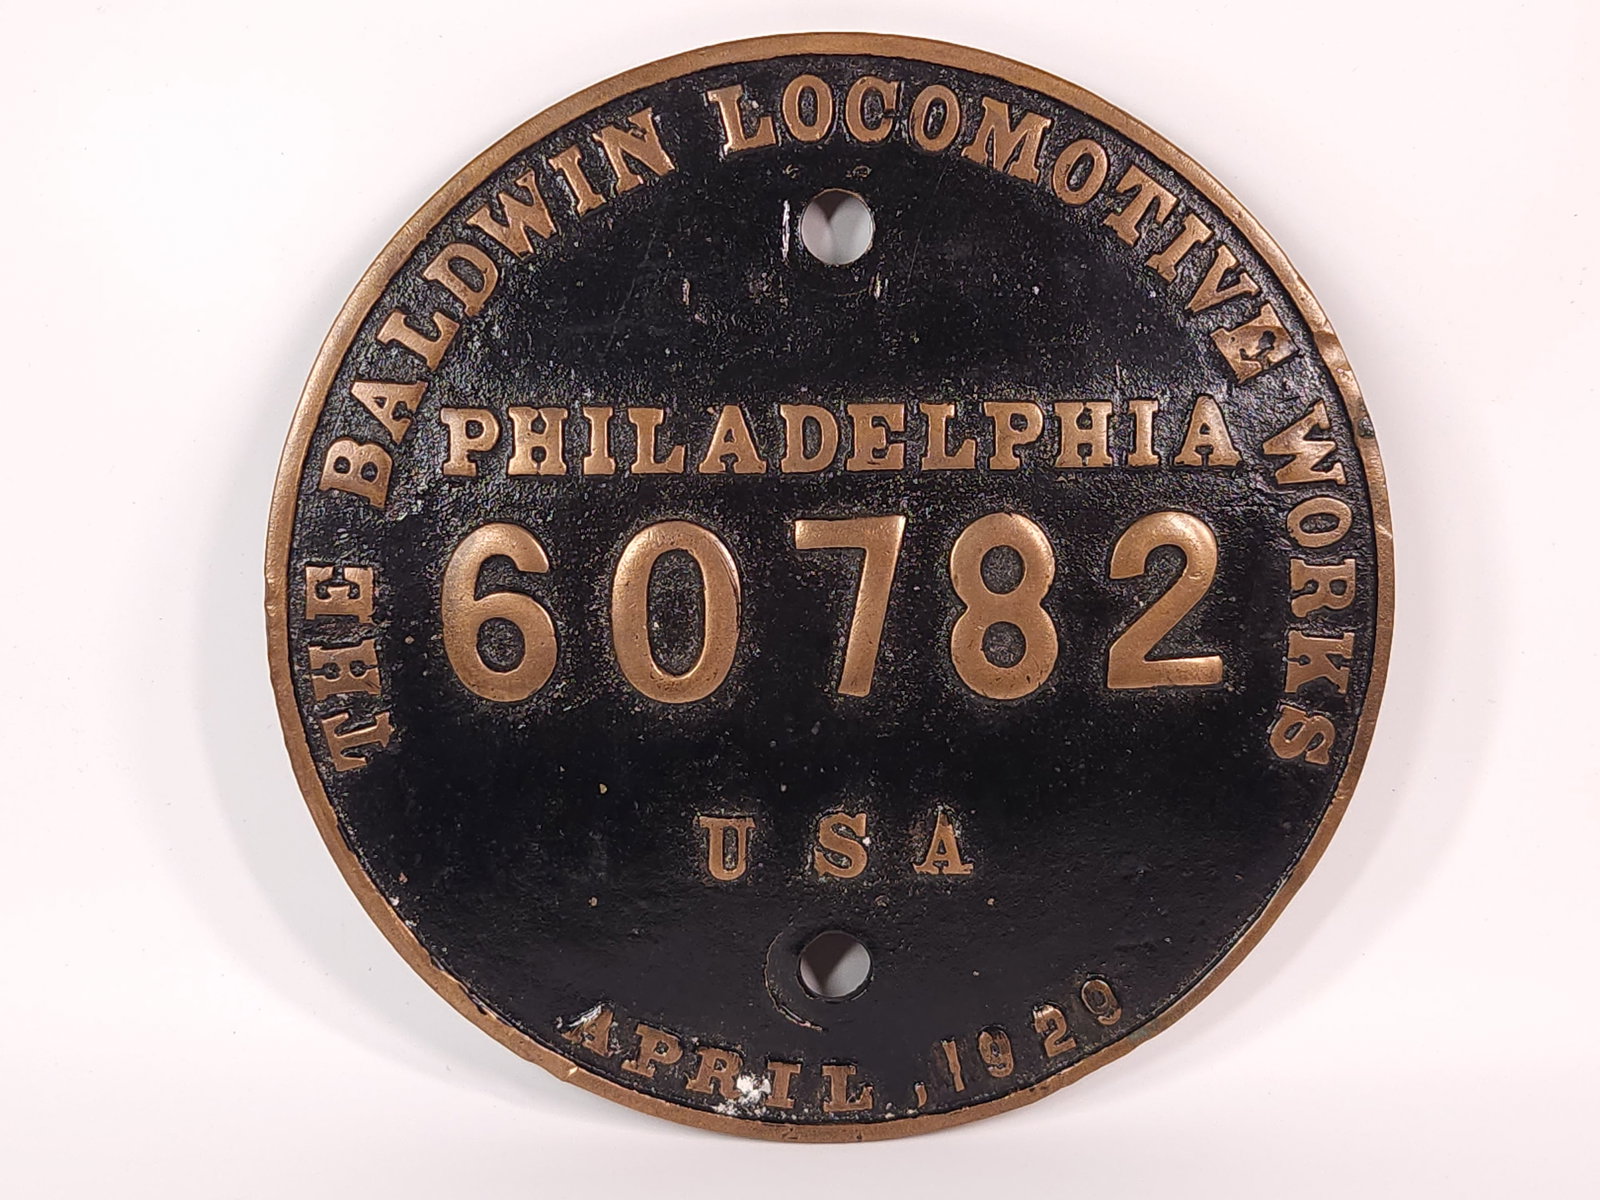 THE BALDWIN LOCOMOTIVE WORKS
PHILADELPHIA
60782
USA
APRIL, 1929